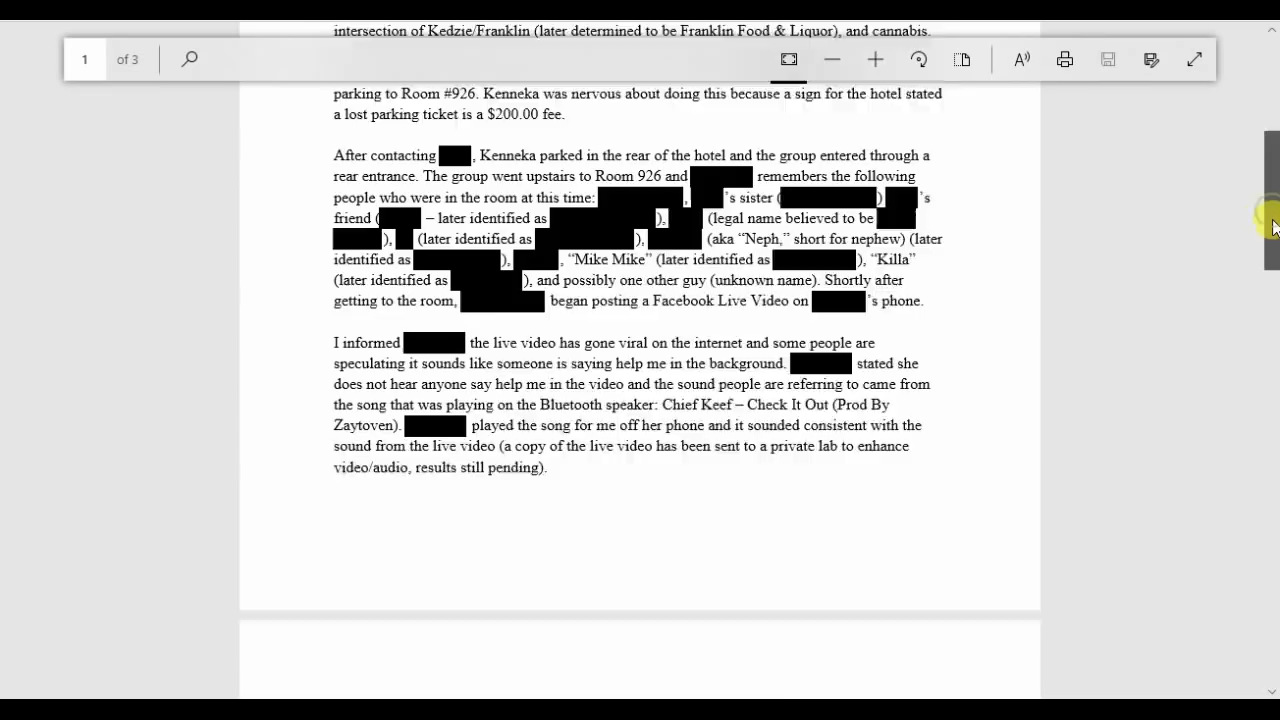 intersection of Kedzie/Franklin (later determined to be Franklin Food & Liquor), and cannabis.
1 of 3
parking to Room #926. Kenneka was nervous about doing this because a sign for the hotel stated
a lost parking ticket is a $200.00 fee.
After contacting , Kenneka parked in the rear of the hotel and the group entered through a
rear entrance. The group went upstairs to Room 926 and remembers the following
people who were in the room at this time: , 's sister ( ) 's
friend ( – later identified as ), (legal name believed to be
), (later identified as ), (aka “Neph,” short for nephew) (later
identified as ), , “Mike Mike” (later identified as ), “Killa”
(later identified as ), and possibly one other guy (unknown name). Shortly after
getting to the room, began posting a Facebook Live Video on 's phone.
I informed the live video has gone viral on the internet and some people are
speculating it sounds like someone is saying help me in the background. stated she
does not hear anyone say help me in the video and the sound people are referring to came from
the song that was playing on the Bluetooth speaker: Chief Keef – Check It Out (Prod By
Zaytoven). played the song for me off her phone and it sounded consistent with the
sound from the live video (a copy of the live video has been sent to a private lab to enhance
video/audio, results still pending).